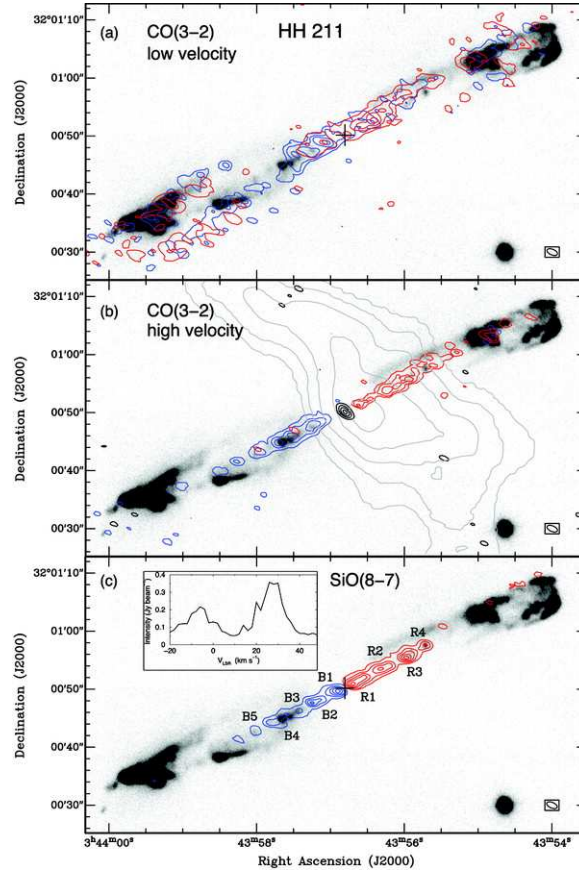 32°01'10"
(a)
CO(3−2)
low velocity
HH 211
01'00"
00'50"
00'40"
00'30"
Declination (J2000)
32°01'10"
(b)
CO(3−2)
high velocity
01'00"
00'50"
00'40"
00'30"
Declination (J2000)
32°01'10"
(c)
SiO(8−7)
0.4
0.3
0.2
0.1
0
Intensity (Jy beam⁻¹)
-20
0
20
40
V LSR (km s⁻¹)
01'00"
00'50"
00'40"
00'30"
Declination (J2000)
R4
R2
R3
R1
B1
B3
B2
B5
B4
3ʰ44ᵐ00ˢ
43ᵐ58ˢ
43ᵐ56ˢ
43ᵐ54ˢ
Right Ascension (J2000)